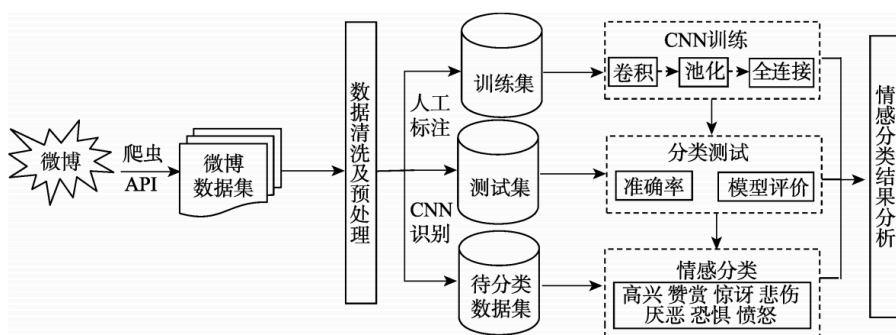 微博
爬虫
API
微博
数据集
数据清洗及预处理
人工
标注
CNN
识别
训练集
测试集
待分类
数据集
CNN训练
卷积
池化
全连接
分类测试
准确率
模型评价
情感分类
高兴 赞赏 惊讶 悲伤
厌恶 恐惧 愤怒
情感分类结果分析